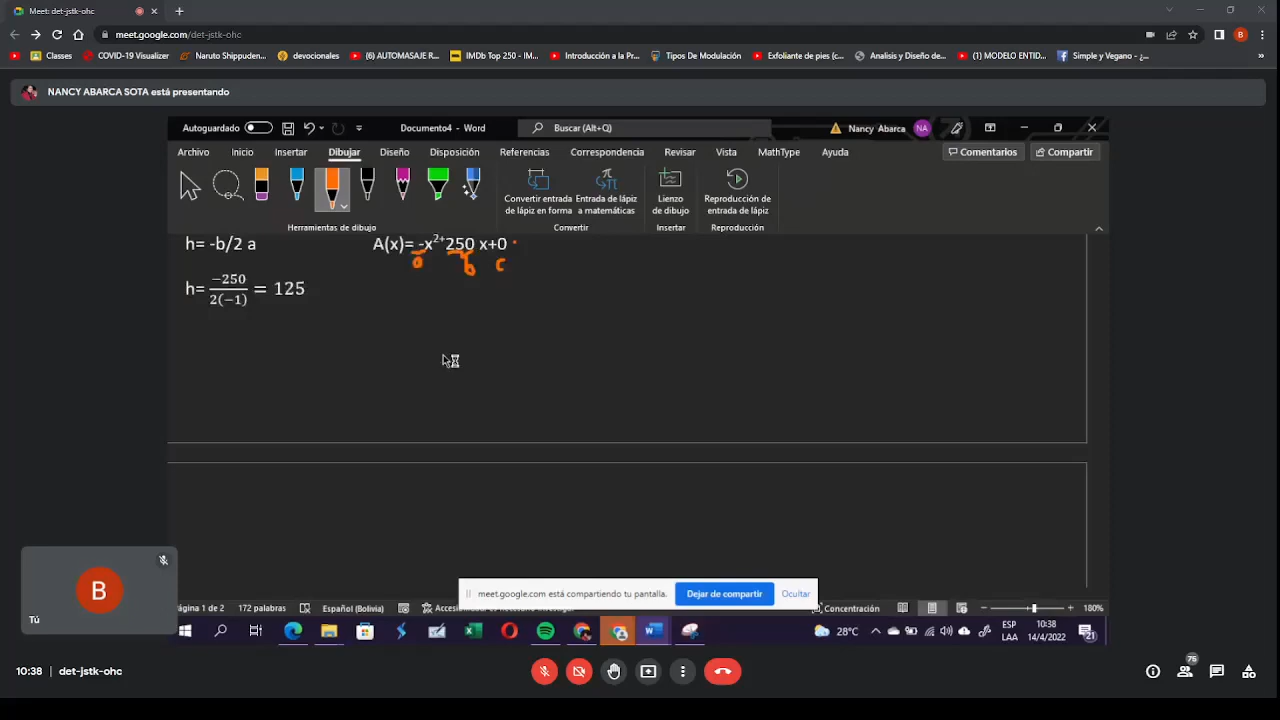 Meet: det-jstk-ohc
meet.google.com/det-jstk-ohc
Classes COVID-19 Visualizer Naruto Shippuden... devocionales (6) AUTOMASAJE R... IMDb Top 250 - IM... Introducción a la Pr... Tipos De Modulación Exfoliante de pies (c... Analisis y Diseño de... (1) MODELO ENTID... Simple y Vegano - ¿... »
NANCY ABARCA SOTA está presentando
Autoguardado Documento4 - Word Buscar (Alt+Q) Nancy Abarca NA
Archivo Inicio Insertar Dibujar Diseño Disposición Referencias Correspondencia Revisar Vista MathType Ayuda Comentarios Compartir
Convertir entrada de lápiz en forma
Entrada de lápiz a matemáticas
Lienzo de dibujo
Reproducción de entrada de lápiz
Herramientas de dibujo Convertir Insertar Reproducción
h= -b/2 a A(x)= -x²⁺250 x+0
a b c
h= −250/2(−1) = 125
B
Tú
meet.google.com está compartiendo tu pantalla. Dejar de compartir Ocultar
Página 1 de 2 172 palabras Español (Bolivia) Concentración 180%
28°C ESP LAA 10:38 14/4/2022 21
10:38 | det-jstk-ohc 75